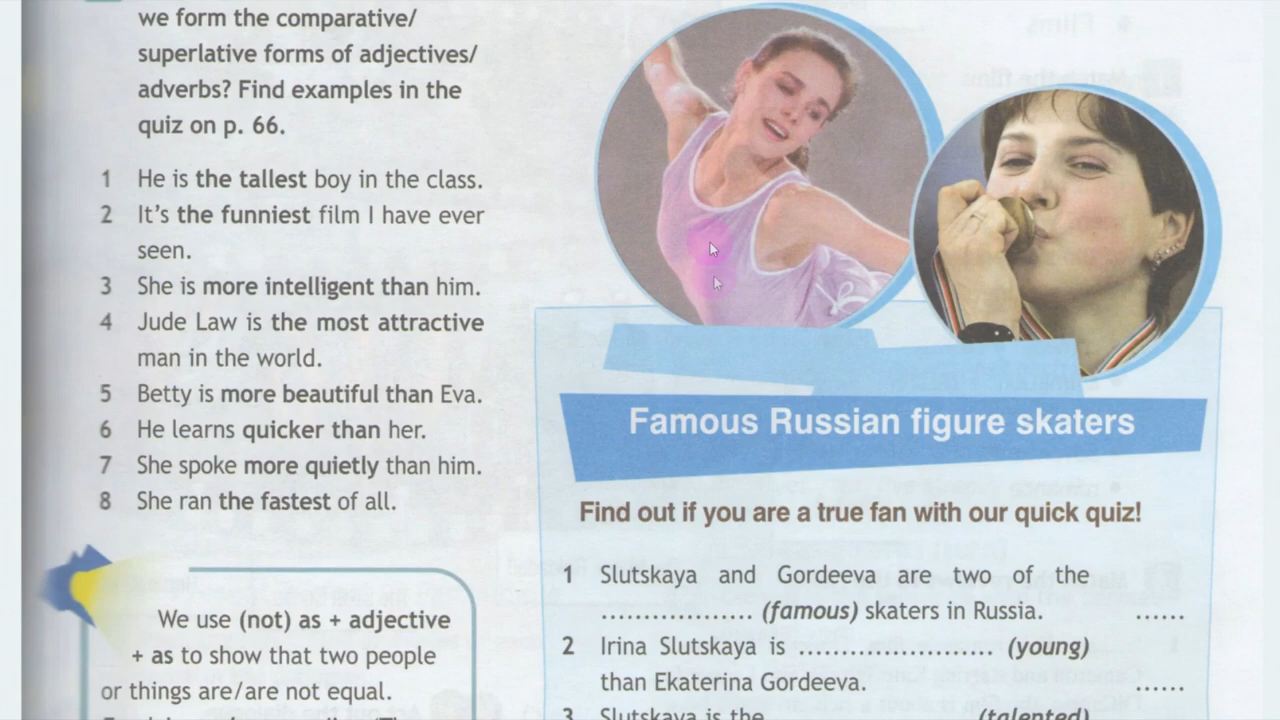 we form the comparative/
superlative forms of adjectives/
adverbs? Find examples in the
quiz on p. 66.
1 He is the tallest boy in the class.
2 It's the funniest film I have ever
seen.
3 She is more intelligent than him.
4 Jude Law is the most attractive
man in the world.
5 Betty is more beautiful than Eva.
6 He learns quicker than her.
7 She spoke more quietly than him.
8 She ran the fastest of all.
We use (not) as + adjective
+ as to show that two people
or things are/are not equal.
Famous Russian figure skaters
Find out if you are a true fan with our quick quiz!
1 Slutskaya and Gordeeva are two of the
.................. (famous) skaters in Russia. ......
2 Irina Slutskaya is ....................... (young)
than Ekaterina Gordeeva. ......
3 Slutskaya is the (talented)